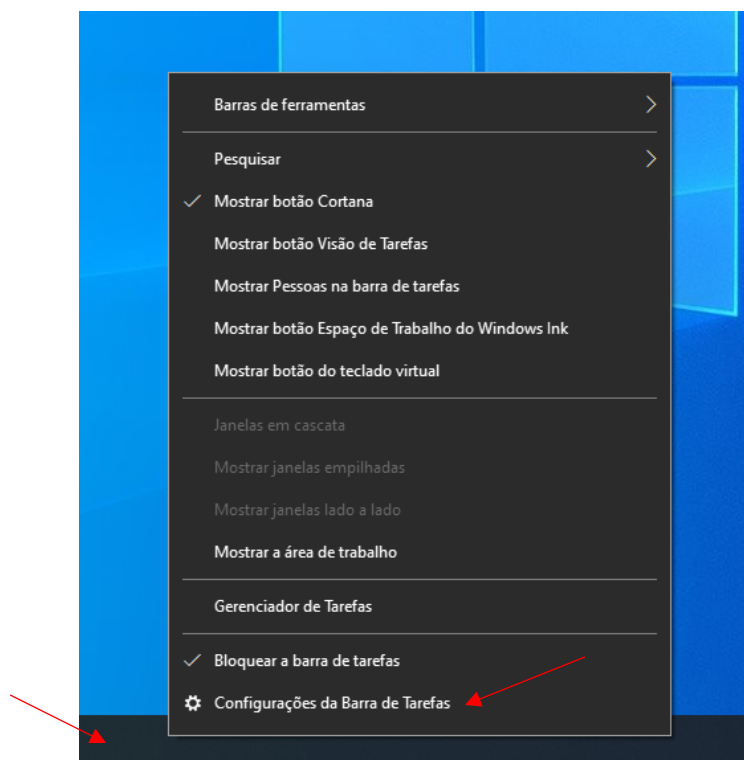 Barras de ferramentas
Pesquisar
Mostrar botão Cortana
Mostrar botão Visão de Tarefas
Mostrar Pessoas na barra de tarefas
Mostrar botão Espaço de Trabalho do Windows Ink
Mostrar botão do teclado virtual
Janelas em cascata
Mostrar janelas empilhadas
Mostrar janelas lado a lado
Mostrar a área de trabalho
Gerenciador de Tarefas
Bloquear a barra de tarefas
Configurações da Barra de Tarefas